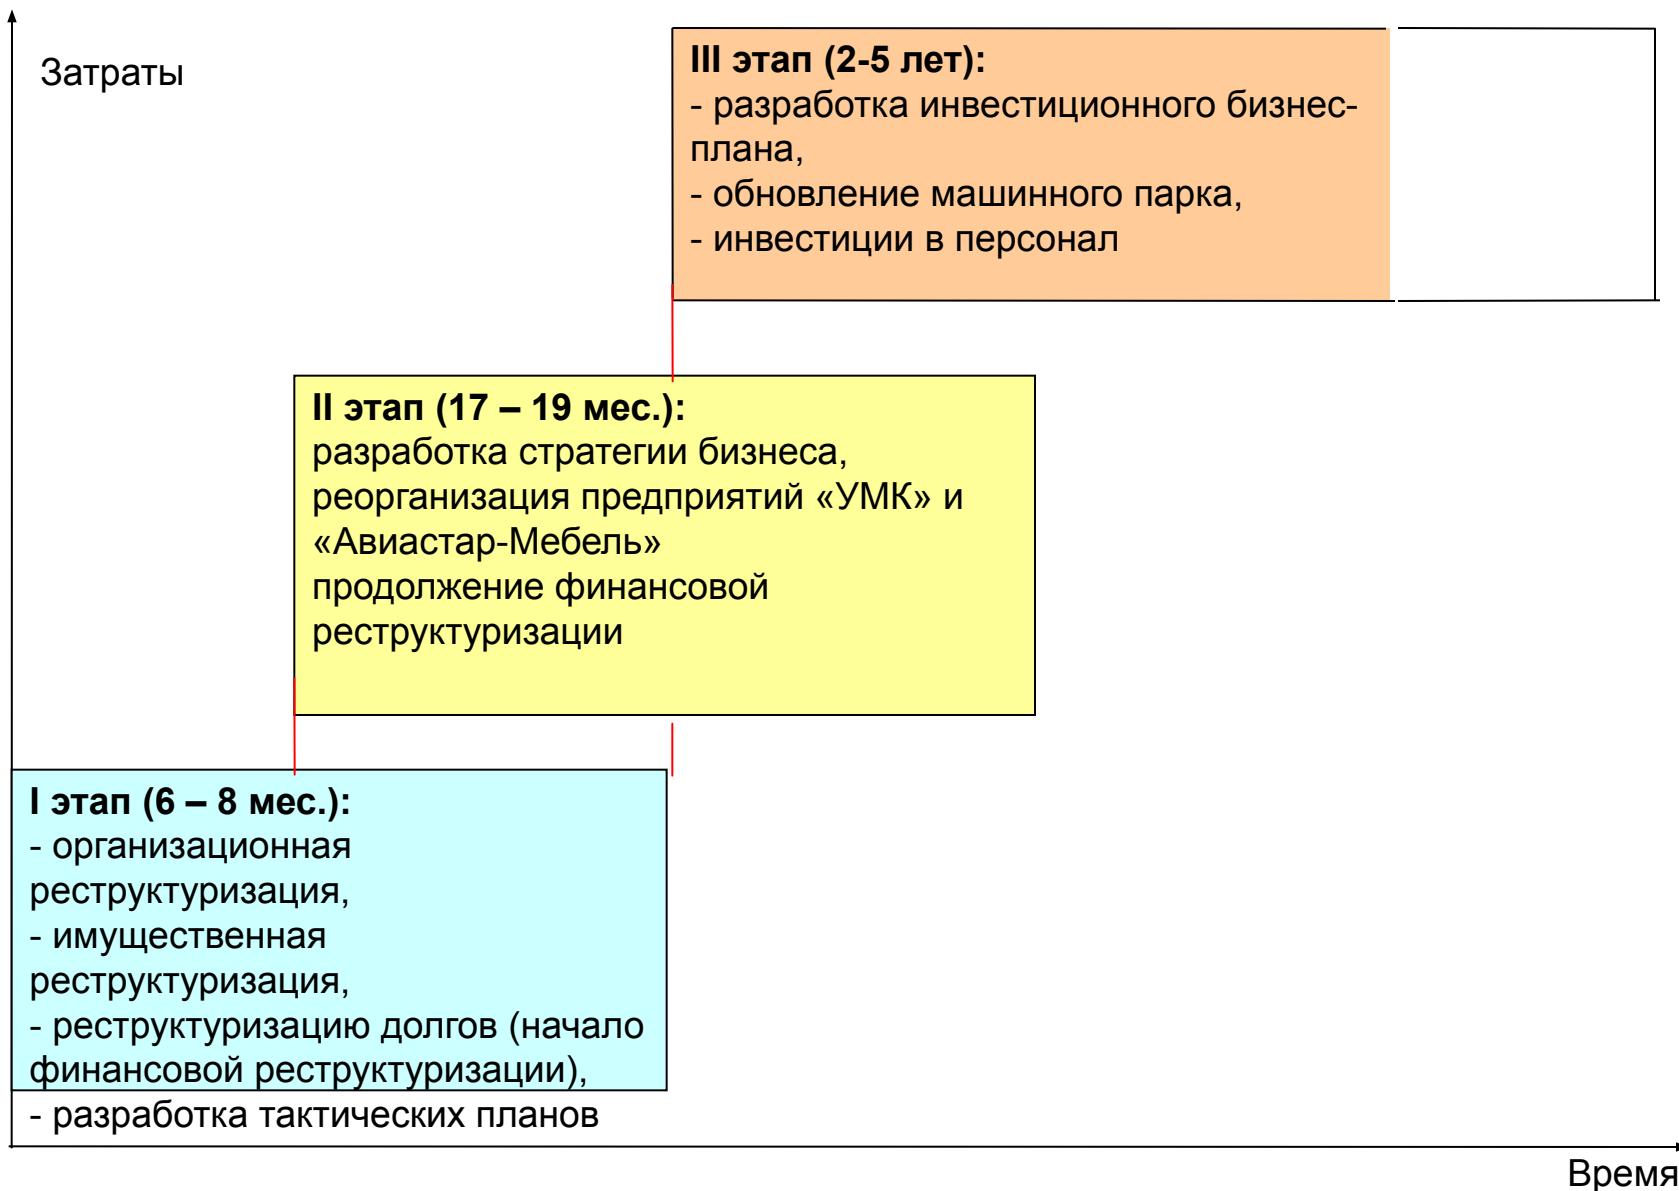 Затраты
III этап (2-5 лет):
- разработка инвестиционного бизнес-
плана,
- обновление машинного парка,
- инвестиции в персонал
II этап (17 – 19 мес.):
разработка стратегии бизнеса,
реорганизация предприятий «УМК» и
«Авиастар-Мебель»
продолжение финансовой
реструктуризации
I этап (6 – 8 мес.):
- организационная
реструктуризация,
- имущественная
реструктуризация,
- реструктуризацию долгов (начало
финансовой реструктуризации),
- разработка тактических планов
Время